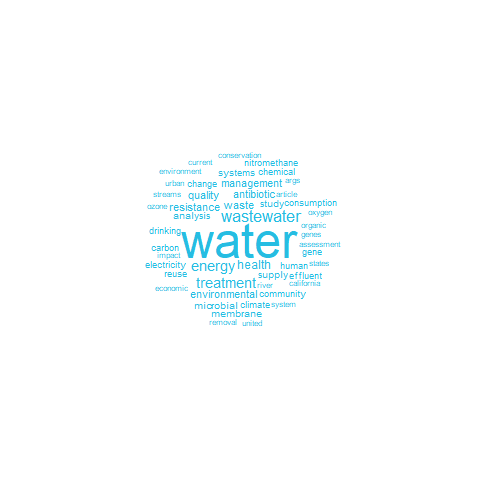 conservation
current nitromethane
environment systems chemical
urban change management args
streams quality antibiotic article
ozone resistance waste study consumption
analysis wastewater oxygen
drinking water organic
genes
carbon assessment
impact gene
electricity energy health human states
reuse treatment river supply effluent
economic california
environmental community
microbial climate system
membrane
removal united